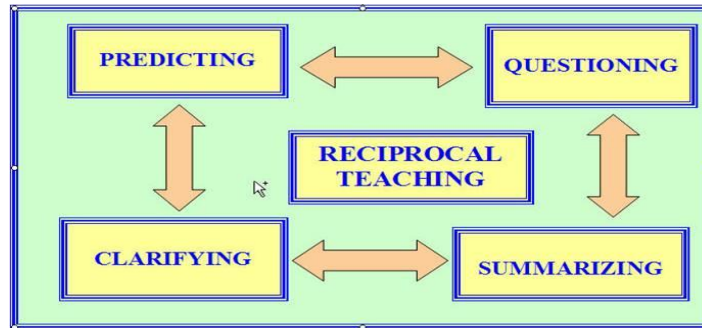 PREDICTING
QUESTIONING
RECIPROCAL
TEACHING
CLARIFYING
SUMMARIZING